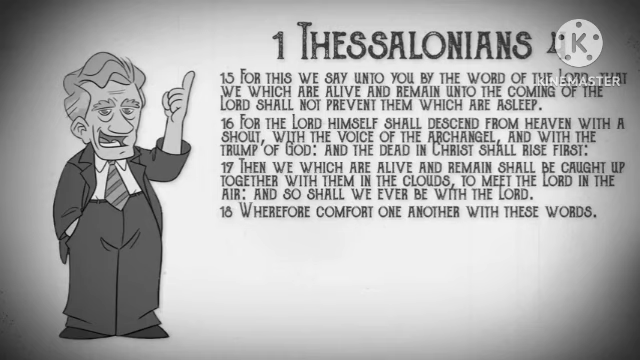 1 Thessalonians 4
KINEMASTER
15 For this we say unto you by the word of the Lord, that
we which are alive and remain unto the coming of the
Lord shall not prevent them which are asleep.
16 For the Lord himself shall descend from heaven with a
shout, with the voice of the archangel, and with the
trump of God: and the dead in Christ shall rise first:
17 Then we which are alive and remain shall be caught up
together with them in the clouds, to meet the Lord in the
air: and so shall we ever be with the Lord.
18 Wherefore comfort one another with these words.